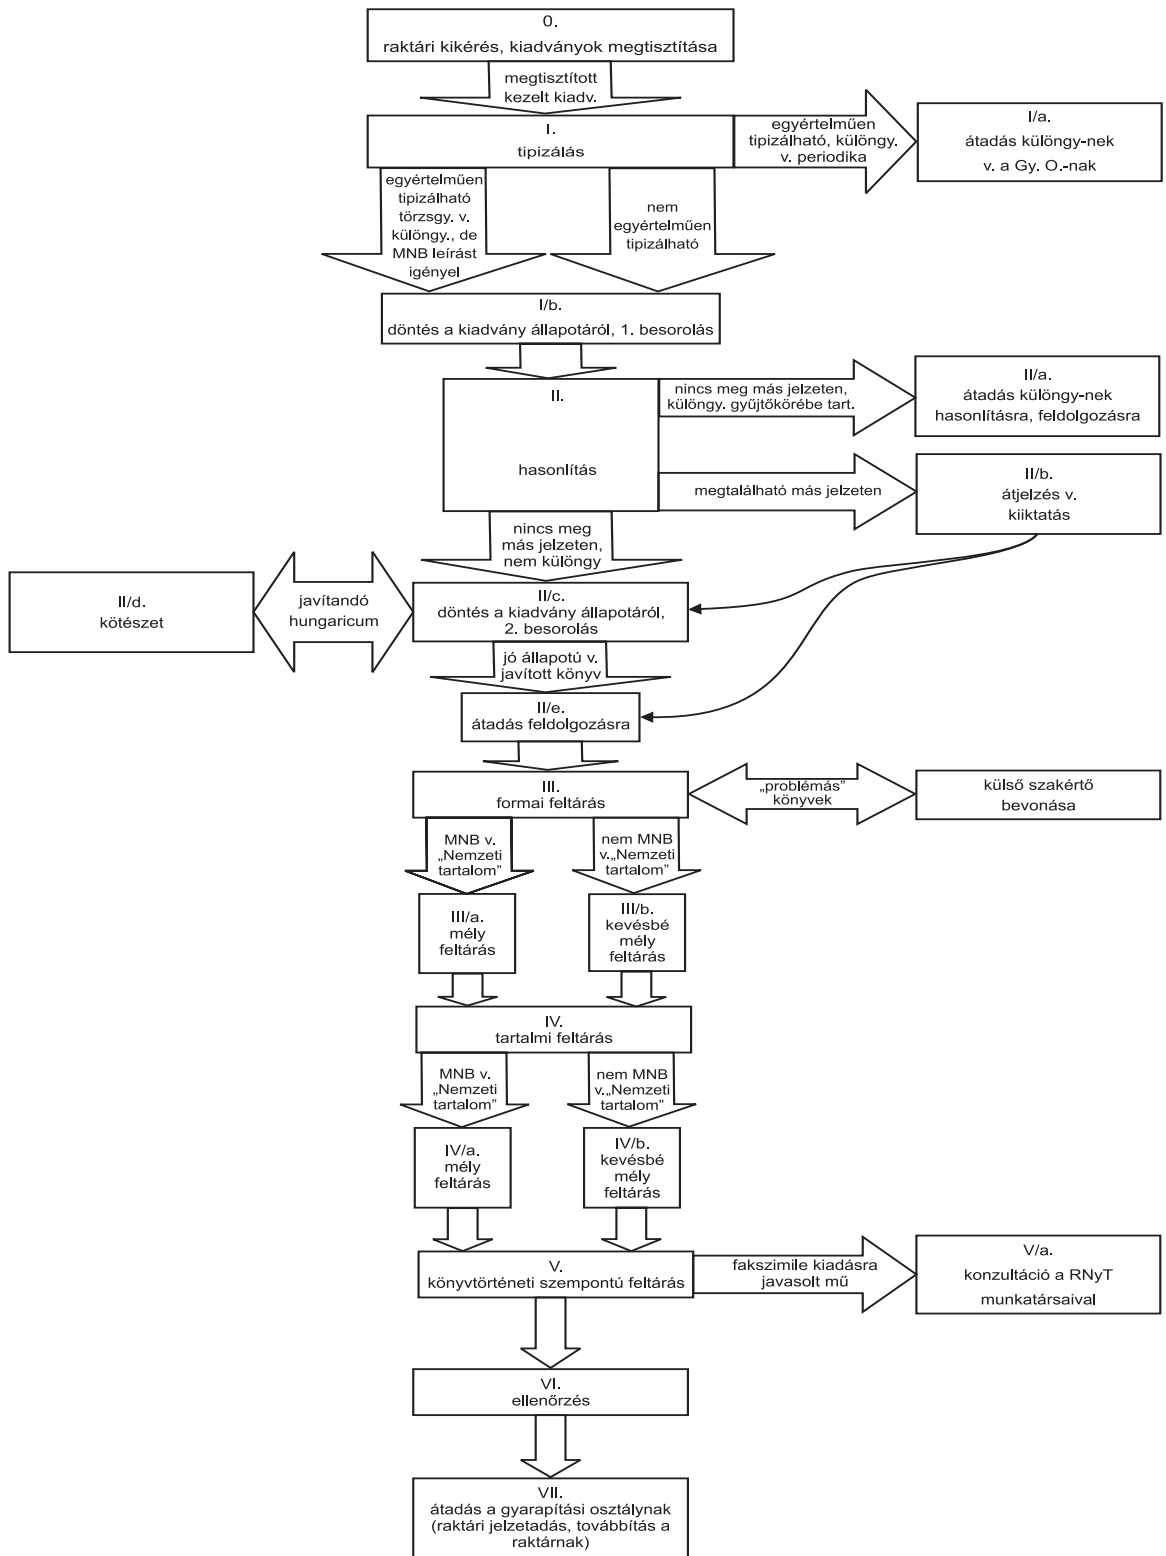 0.
raktári kikérés, kiadványok megtisztítása
megtisztított
kezelt kiadv.
I.
tipizálás
egyértelműen
tipizálható, különgy.
v. periodika
I/a.
átadás különgy-nek
v. a Gy. O.-nak
egyértelműen
tipizálható
törzsgy. v.
különgy., de
MNB leírást
igényel
nem
egyértelműen
tipizálható
I/b.
döntés a kiadvány állapotáról, 1. besorolás
II.
hasonlítás
nincs meg más jelzeten,
különgy. gyűjtőkörébe tart.
II/a.
átadás különgy-nek
hasonlításra, feldolgozásra
megtalálható más jelzeten
II/b.
átjelzés v.
kiiktatás
nincs meg
más jelzeten,
nem különgy
II/d.
kötészet
javítandó
hungaricum
II/c.
döntés a kiadvány állapotáról,
2. besorolás
jó állapotú v.
javított könyv
II/e.
átadás feldolgozásra
III.
formai feltárás
„problémás”
könyvek
külső szakértő
bevonása
MNB v.
„Nemzeti
tartalom”
nem MNB
v.„Nemzeti
tartalom”
III/a.
mély
feltárás
III/b.
kevésbé
mély
feltárás
IV.
tartalmi feltárás
MNB v.
„Nemzeti
tartalom”
nem MNB
v.„Nemzeti
tartalom”
IV/a.
mély
feltárás
IV/b.
kevésbé
mély
feltárás
V.
könyvtörténeti szempontú feltárás
fakszimile kiadásra
javasolt mű
V/a.
konzultáció a RNyT
munkatársaival
VI.
ellenőrzés
VII.
átadás a gyarapítási osztálynak
(raktári jelzetadás, továbbítás a
raktárnak)